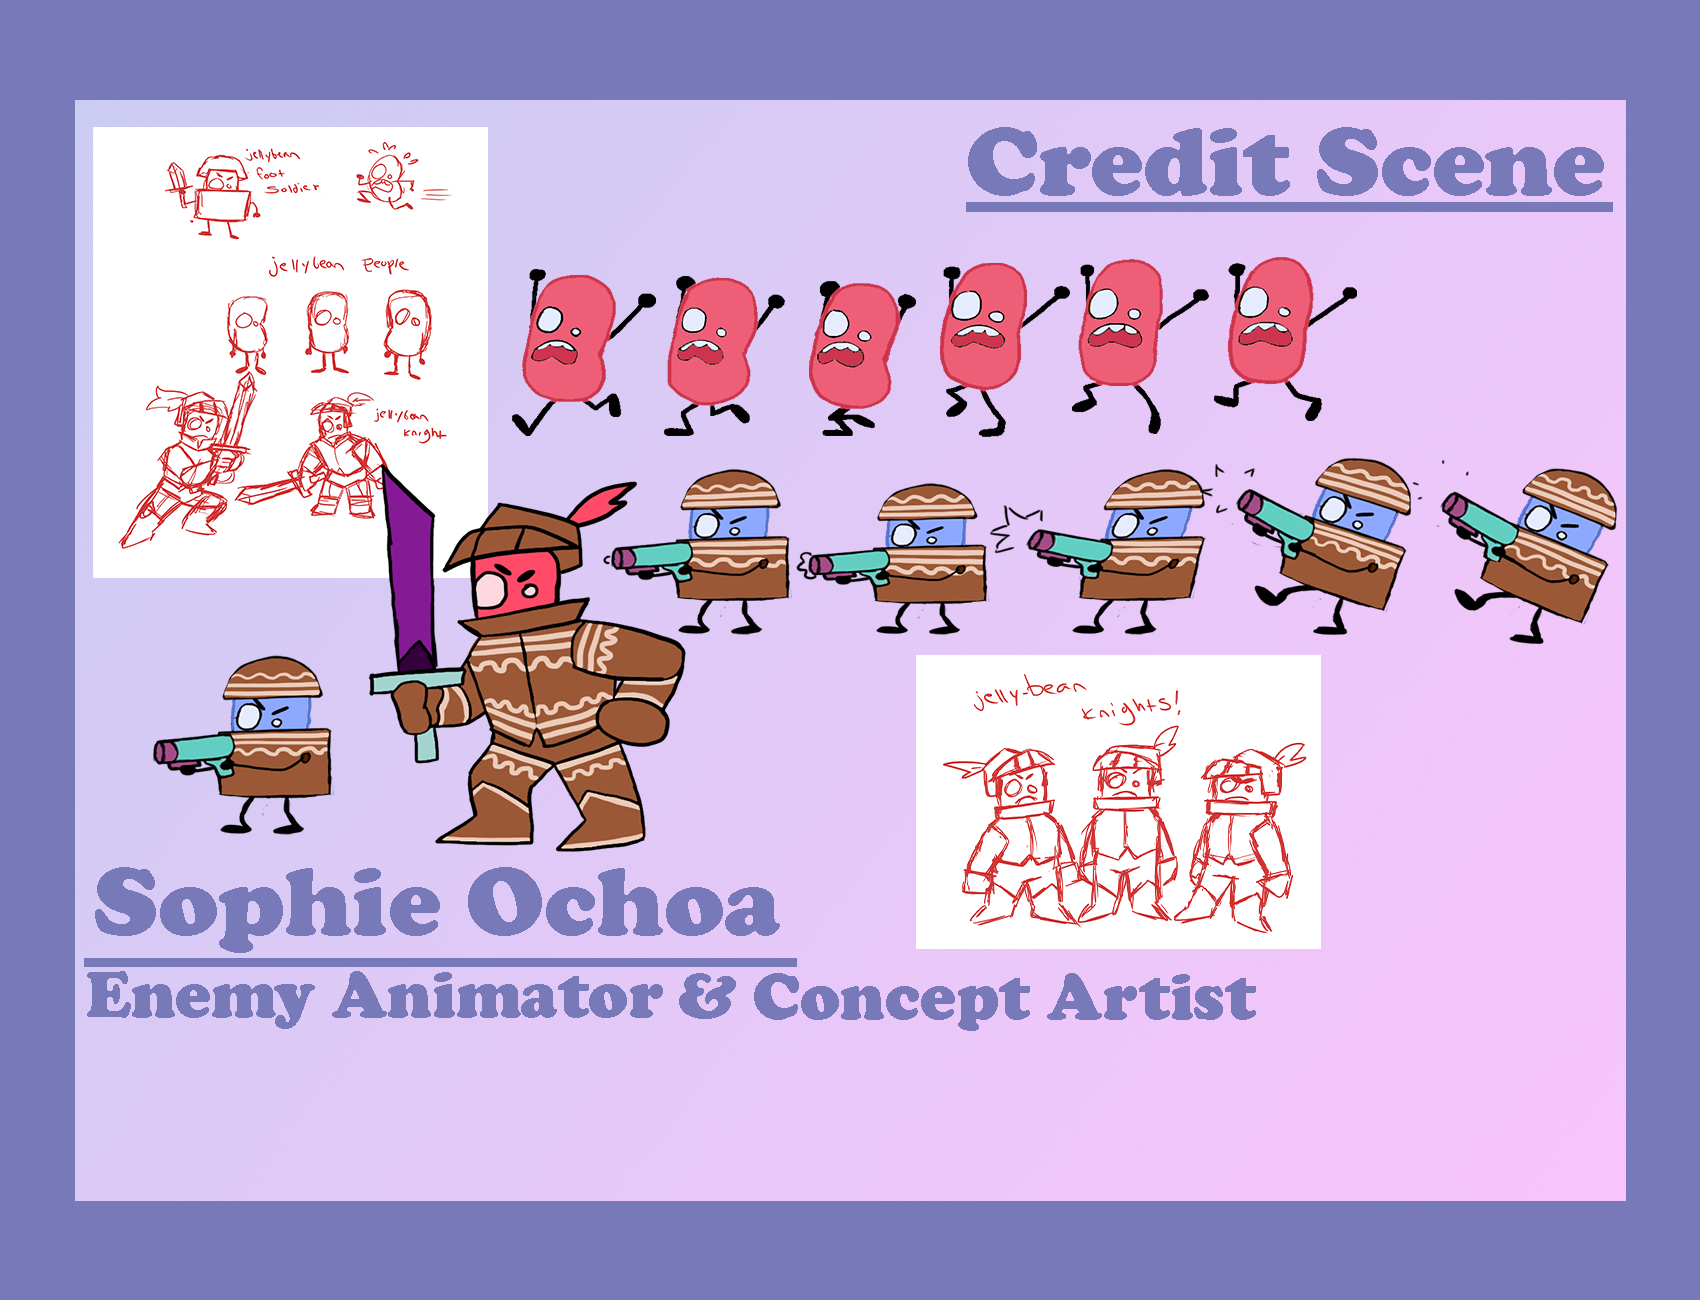 Credit Scene
jellybean
foot
soldier
jellybean people
jellybean
knight
jelly-bean
knights!
Sophie Ochoa
Enemy Animator & Concept Artist